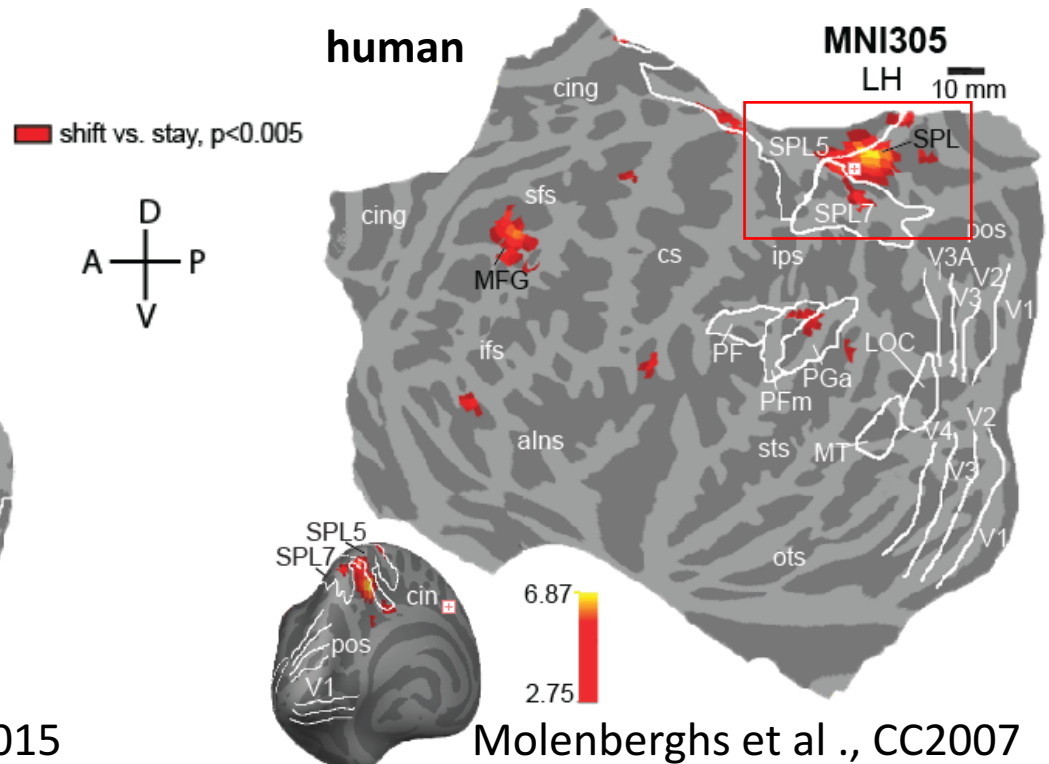 human
MNI305
LH
10 mm
shift vs. stay, p<0.005
D
A
P
V
cing
cing
sfs
MFG
cs
ifs
aIns
SPL5
SPL
SPL7
ips
pos
V3A
V2
V3
V1
PF
PGa
PFm
LOC
sts
MT
V4
V2
V3
V1
ots
SPL5
SPL7
cin
pos
V1
6.87
2.75
015
Molenberghs et al ., CC2007